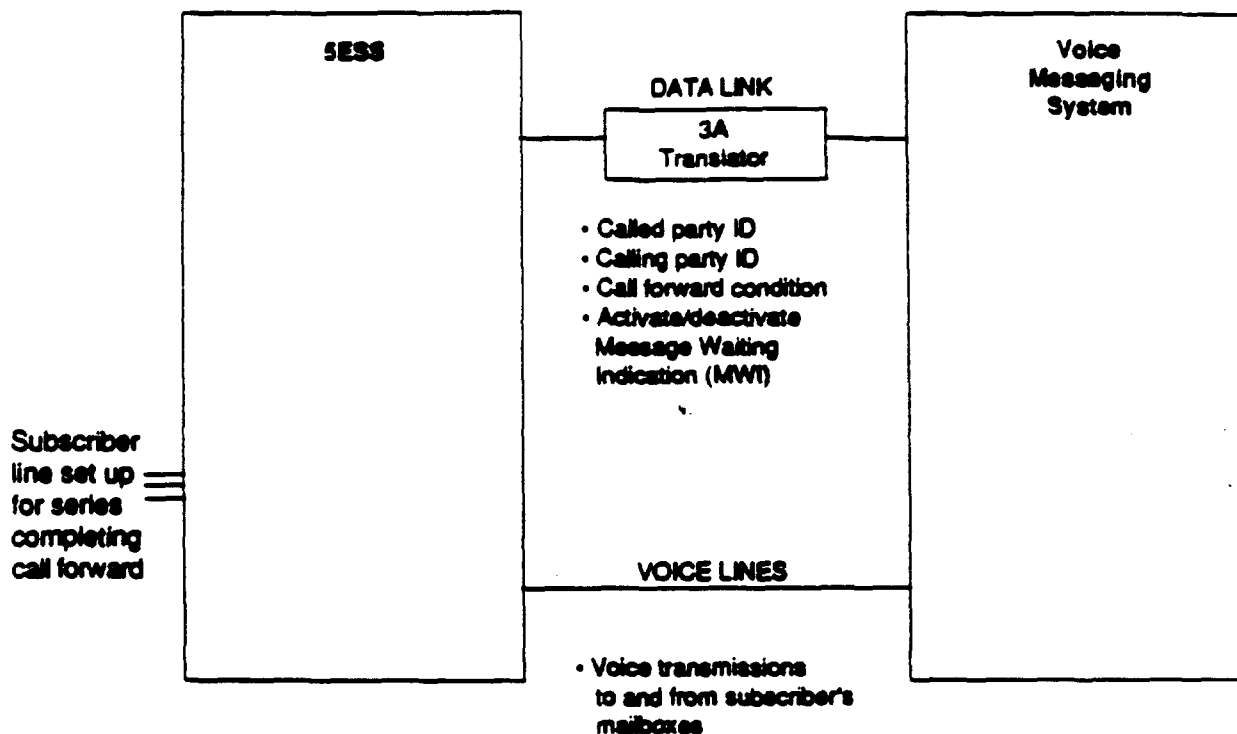 5ESS
Voice
Messaging
System
DATA LINK
3A
Translator
• Called party ID
• Calling party ID
• Call forward condition
• Activate/deactivate
Message Waiting
Indication (MWI)
Subscriber
line set up
for series
completing
call forward
VOICE LINES
• Voice transmissions
to and from subscriber's
mailboxes